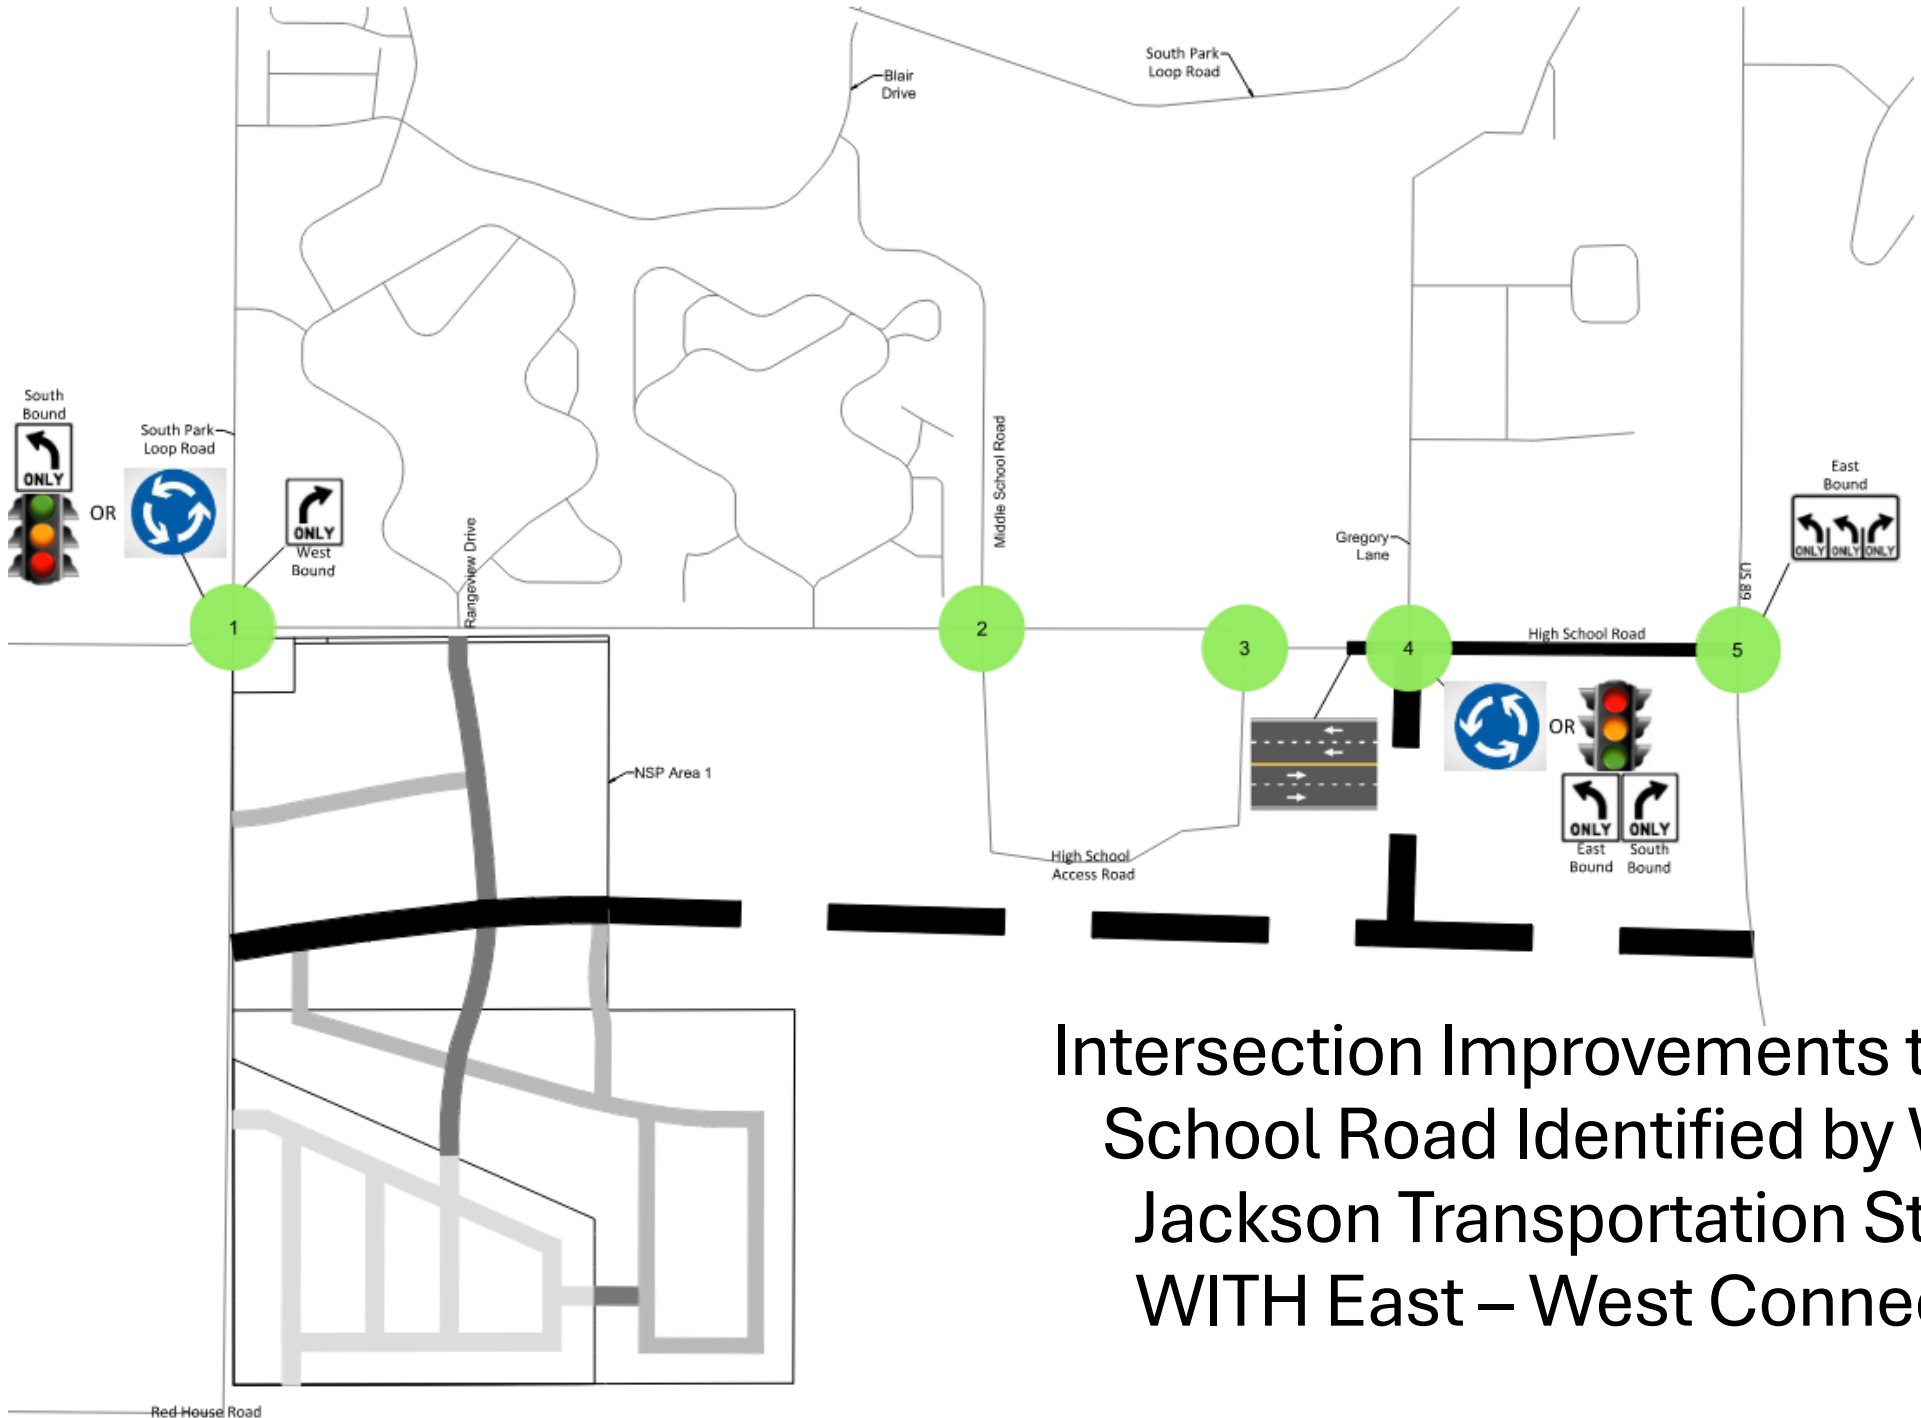 South Park
Loop Road
Blair
Drive
South
Bound
ONLY
OR
South Park
Loop Road
ONLY
West
Bound
Rangeview Drive
Middle School Road
Gregory
Lane
East
Bound
ONLY ONLY ONLY
US 89
1
2
3
4
5
High School Road
NSP Area 1
OR
ONLY ONLY
East
Bound
South
Bound
High School
Access Road
Intersection Improvements
School Road Identified by
Jackson Transportation
WITH East – West
Red House Road